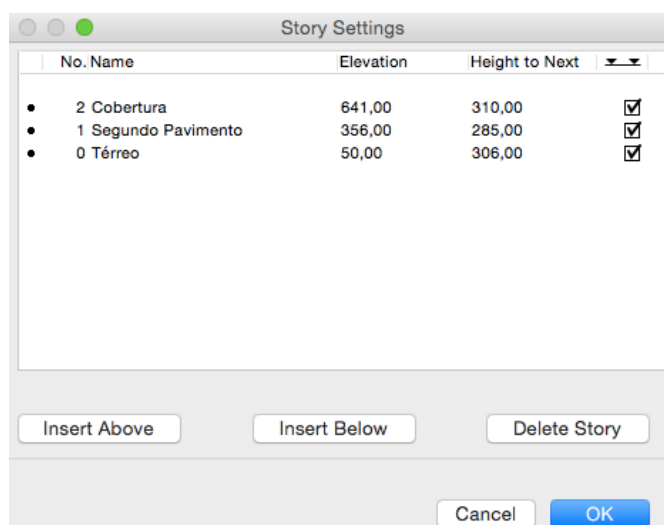 Story Settings
No. Name Elevation Height to Next
2 Cobertura 641,00 310,00
1 Segundo Pavimento 356,00 285,00
0 Térreo 50,00 306,00
Insert Above Insert Below Delete Story
Cancel OK